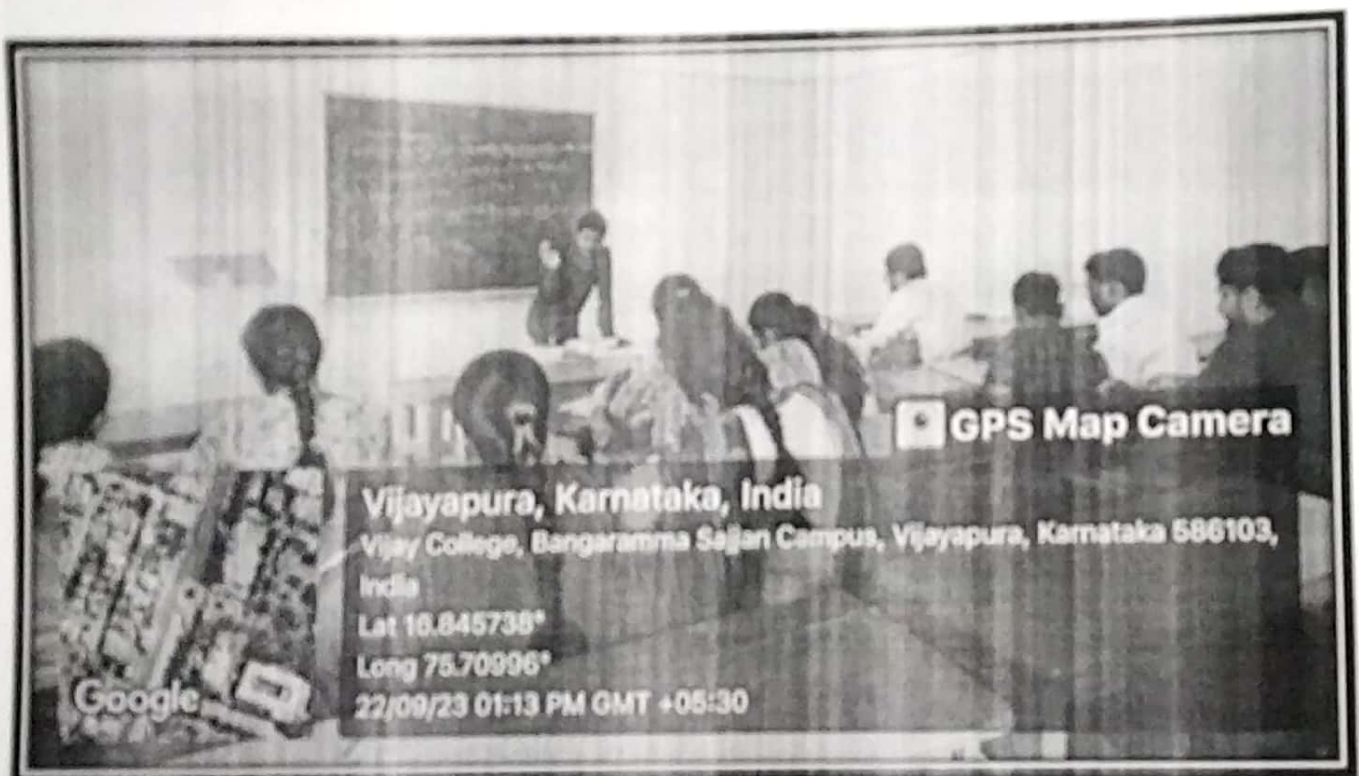 GPS Map Camera
Vijayapura, Karnataka, India
Vijay College, Bangaramma Sajjan Campus, Vijayapura, Karnataka 586103,
India
Lat 16.845738°
Long 75.70996°
22/09/23 01:13 PM GMT +05:30
Google